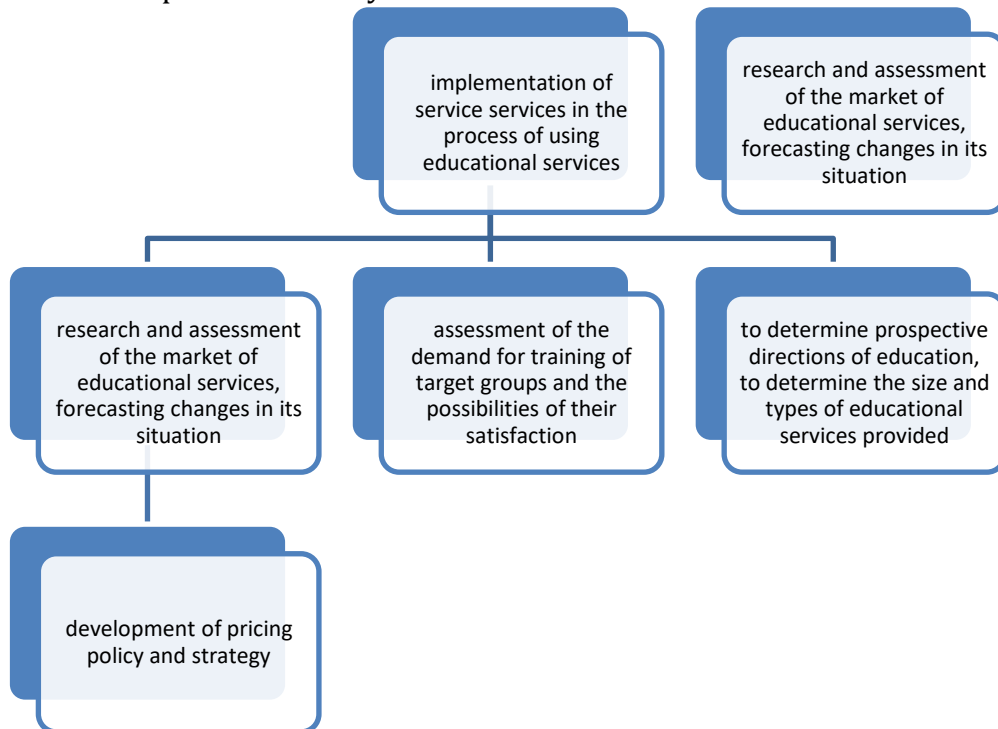 implementation of
service services in the
process of using
educational services
research and assessment
of the market of
educational services,
forecasting changes in its
situation
research and assessment
of the market of
educational services,
forecasting changes in its
situation
assessment of the
demand for training of
target groups and the
possibilities of their
satisfaction
to determine prospective
directions of education,
to determine the size and
types of educational
services provided
development of pricing
policy and strategy